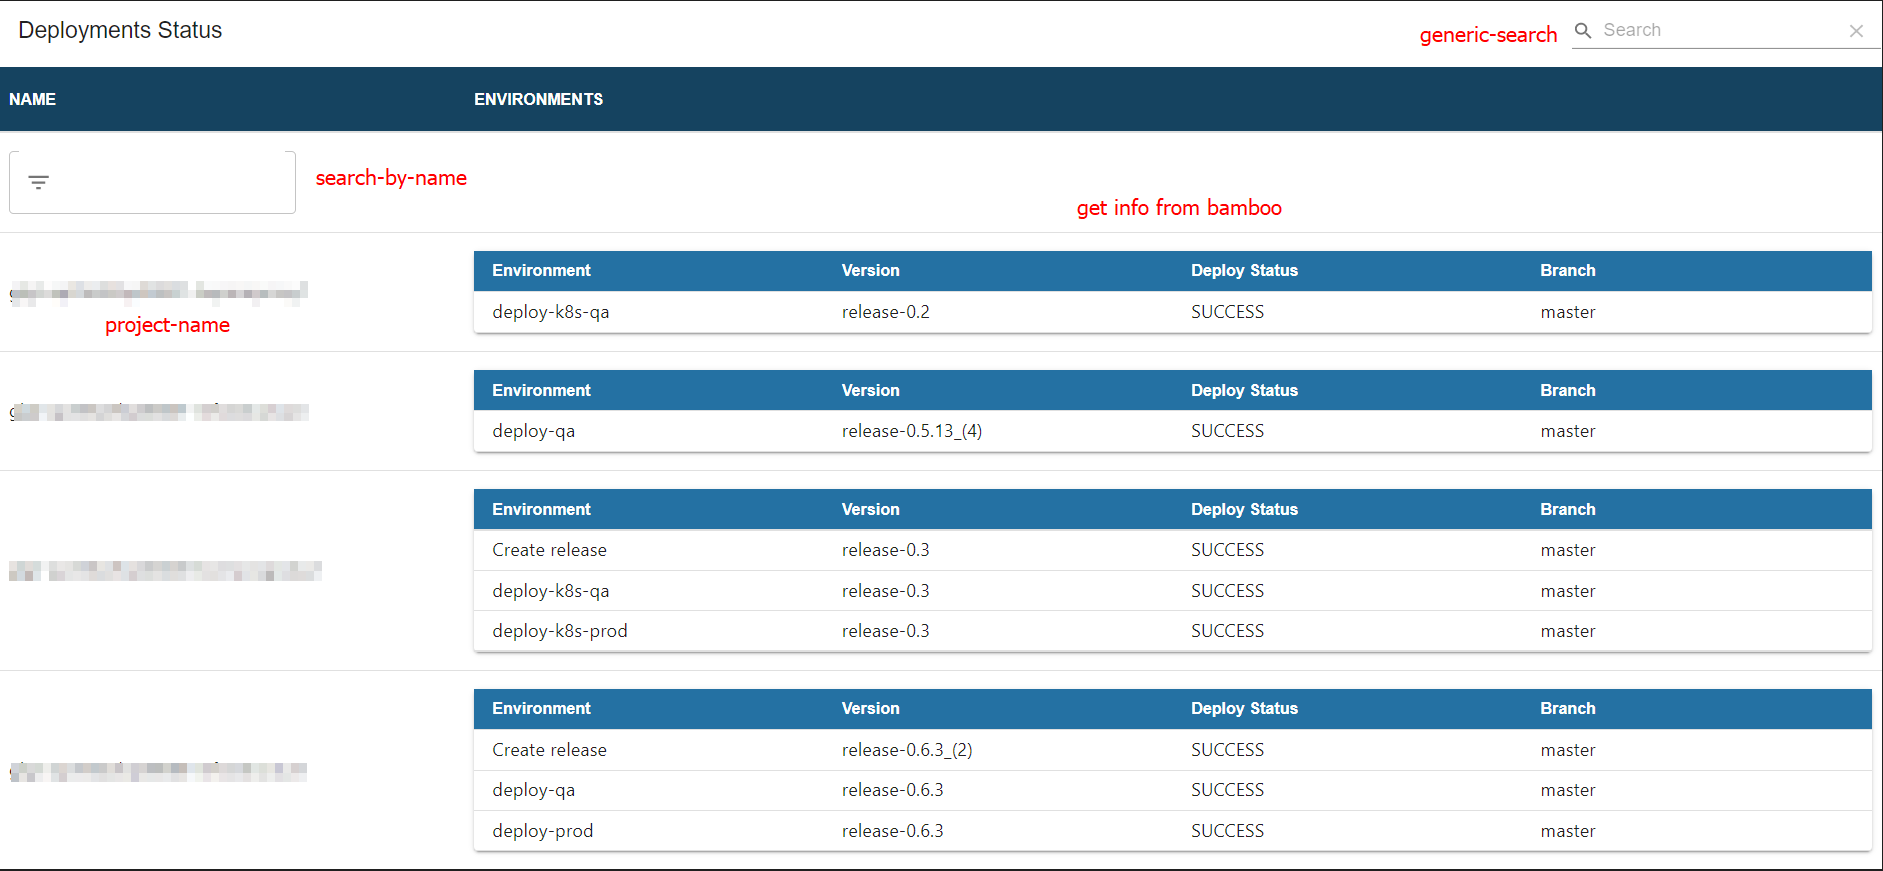 Deployments Status
generic-search
Search
NAME ENVIRONMENTS
search-by-name
get info from bamboo
Environment Version Deploy Status Branch
deploy-k8s-qa release-0.2 SUCCESS master
project-name
Environment Version Deploy Status Branch
deploy-qa release-0.5.13_(4) SUCCESS master
Environment Version Deploy Status Branch
Create release release-0.3 SUCCESS master
deploy-k8s-qa release-0.3 SUCCESS master
deploy-k8s-prod release-0.3 SUCCESS master
Environment Version Deploy Status Branch
Create release release-0.6.3_(2) SUCCESS master
deploy-qa release-0.6.3 SUCCESS master
deploy-prod release-0.6.3 SUCCESS master